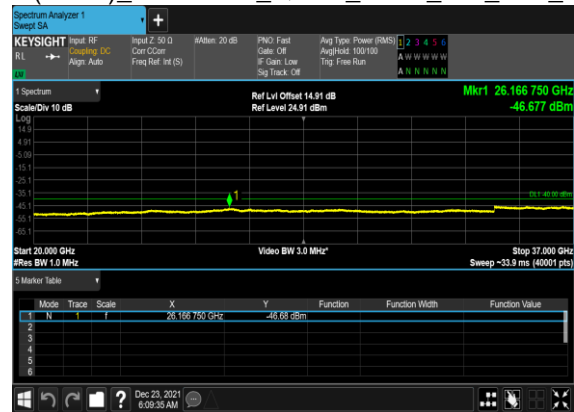 Spectrum Analyzer 1
Swept SA
+
KEYSIGHT Input: RF Input Z: 50 Ω #Atten: 20 dB PNO: Fast Avg Type: Power (RMS) 1 2 3 4 5 6
RL Coupling: DC Corr CCorr Gate: Off Avg|Hold: 100/100 A W W W W W
Align: Auto Freq Ref: Int (S) IF Gain: Low Trig: Free Run
Sig Track: Off A N N N N N
1 Spectrum Ref Lvl Offset 14.91 dB Mkr1 26.166 750 GHz
Scale/Div 10 dB Ref Level 24.91 dBm -46.677 dBm
Log
14.9
4.91
-5.09
-15.1
-25.1
-35.1
DL1 -40.00 dBm
1
-45.1
-55.1
-65.1
Start 20.000 GHz Video BW 3.0 MHz* Stop 37.000 GHz
#Res BW 1.0 MHz Sweep ~33.9 ms (40001 pts)
5 Marker Table
Mode Trace Scale X Y Function Function Width Function Value
1 N 1 f 26.166 750 GHz -46.68 dBm
2
3
4
5
6
? Dec 23, 2021
6:09:35 AM